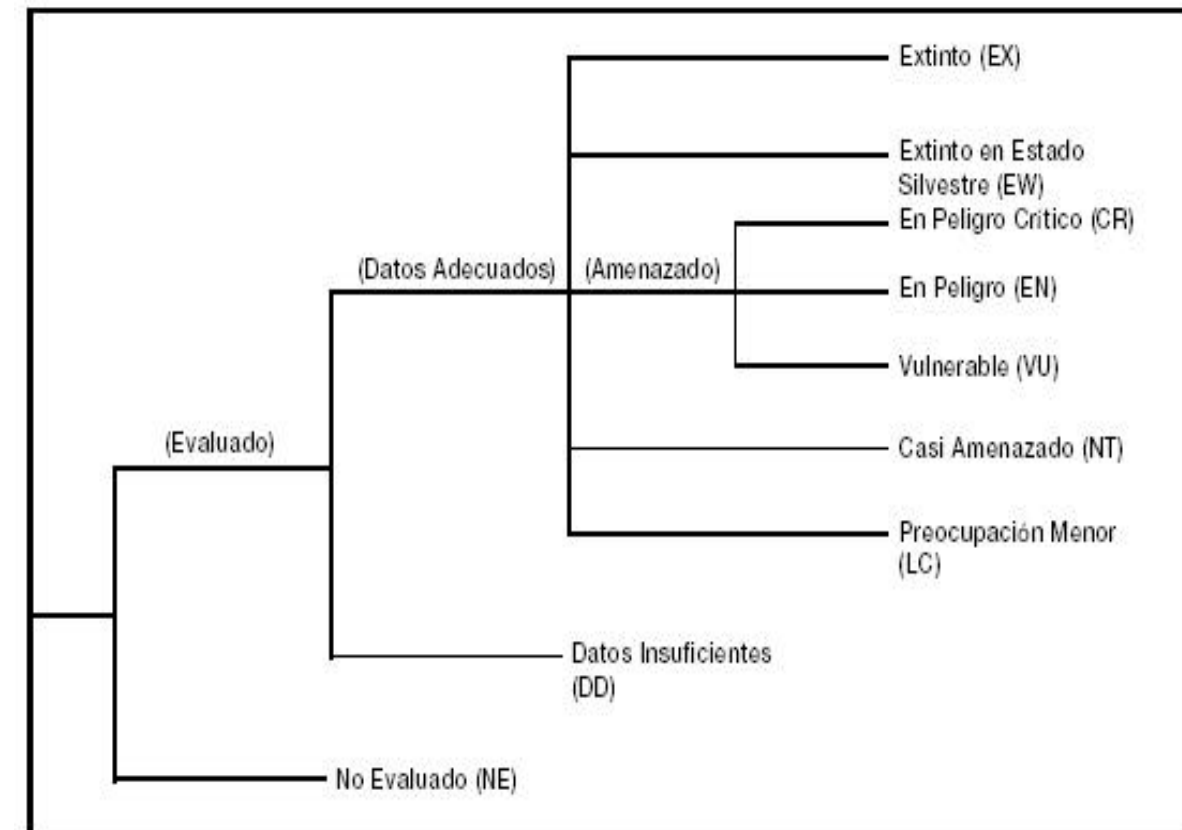 Extinto (EX)
Extinto en Estado
Silvestre (EW)
En Peligro Critico (CR)
(Datos Adecuados)
(Amenazado)
En Peligro (EN)
Vulnerable (VU)
(Evaluado)
Casi Amenazado (NT)
Preocupación Menor
(LC)
Datos Insuficientes
(DD)
No Evaluado (NE)